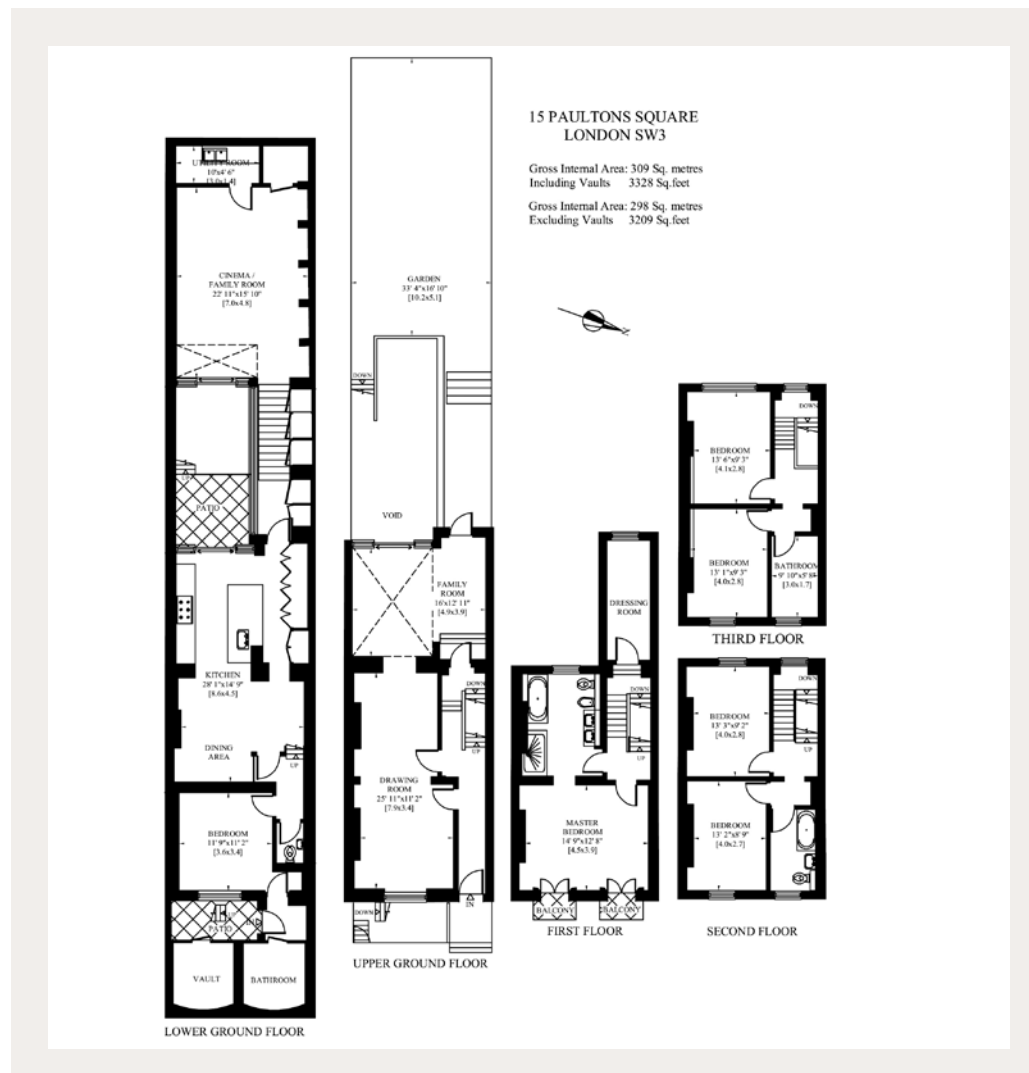 15 PAULTONS SQUARE
LONDON SW3
Gross Internal Area: 309 Sq. metres
Including Vaults 3328 Sq.feet
Gross Internal Area: 298 Sq. metres
Excluding Vaults 3209 Sq.feet
N
UTILITY ROOM
10'x4' 6"
[3.0x1.4]
CINEMA /
FAMILY ROOM
22' 11"x15' 10"
[7.0x4.8]
UP
PATIO
KITCHEN
28' 1"x14' 9"
[8.6x4.5]
DINING
AREA
UP
BEDROOM
11' 9"x11' 2"
[3.6x3.4]
UP
IN
PATIO
VAULT
BATHROOM
LOWER GROUND FLOOR
GARDEN
33' 4"x16' 10"
[10.2x5.1]
DOWN
VOID
FAMILY
ROOM
16'x12' 11"
[4.9x3.9]
DOWN
UP
DRAWING
ROOM
25' 11"x11' 2"
[7.9x3.4]
DOWN
IN
UPPER GROUND FLOOR
DRESSING
ROOM
DOWN
UP
MASTER
BEDROOM
14' 9"x12' 8"
[4.5x3.9]
BALCONY
BALCONY
FIRST FLOOR
DOWN
BEDROOM
13' 6"x9' 3"
[4.1x2.8]
BEDROOM
13' 1"x9' 3"
[4.0x2.8]
BATHROOM
9' 10"x5' 8"
[3.0x1.7]
THIRD FLOOR
DOWN
BEDROOM
13' 3"x9' 2"
[4.0x2.8]
UP
BEDROOM
13' 2"x8' 9"
[4.0x2.7]
SECOND FLOOR